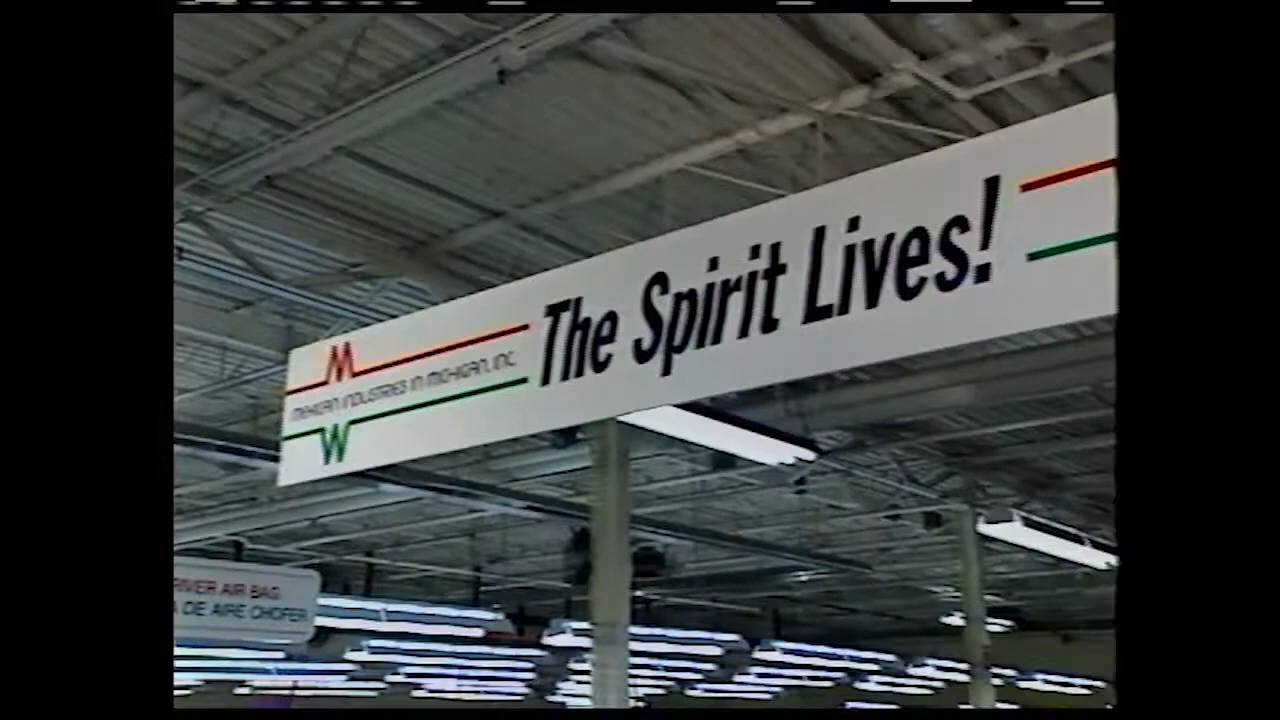 M
MEXICAN INDUSTRIES IN MICHIGAN, INC.
W
The Spirit Lives!
RIVER AIR BAG
A DE AIRE CHOFER